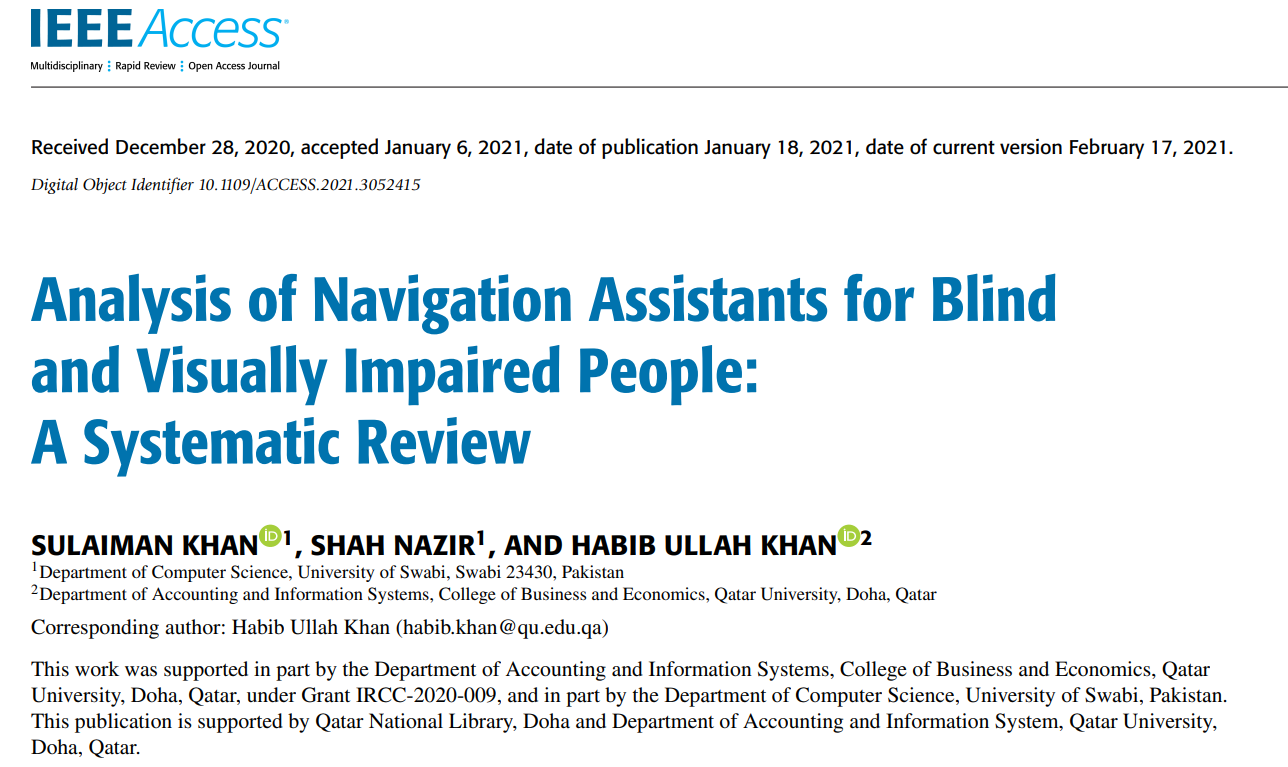 IEEE Access®
Multidisciplinary ⋮ Rapid Review ⋮ Open Access Journal
Received December 28, 2020, accepted January 6, 2021, date of publication January 18, 2021, date of current version February 17, 2021.
Digital Object Identifier 10.1109/ACCESS.2021.3052415
Analysis of Navigation Assistants for Blind
and Visually Impaired People:
A Systematic Review
SULAIMAN KHAN iD 1, SHAH NAZIR1, AND HABIB ULLAH KHAN iD 2
1Department of Computer Science, University of Swabi, Swabi 23430, Pakistan
2Department of Accounting and Information Systems, College of Business and Economics, Qatar University, Doha, Qatar
Corresponding author: Habib Ullah Khan (habib.khan@qu.edu.qa)
This work was supported in part by the Department of Accounting and Information Systems, College of Business and Economics, Qatar
University, Doha, Qatar, under Grant IRCC-2020-009, and in part by the Department of Computer Science, University of Swabi, Pakistan.
This publication is supported by Qatar National Library, Doha and Department of Accounting and Information System, Qatar University,
Doha, Qatar.